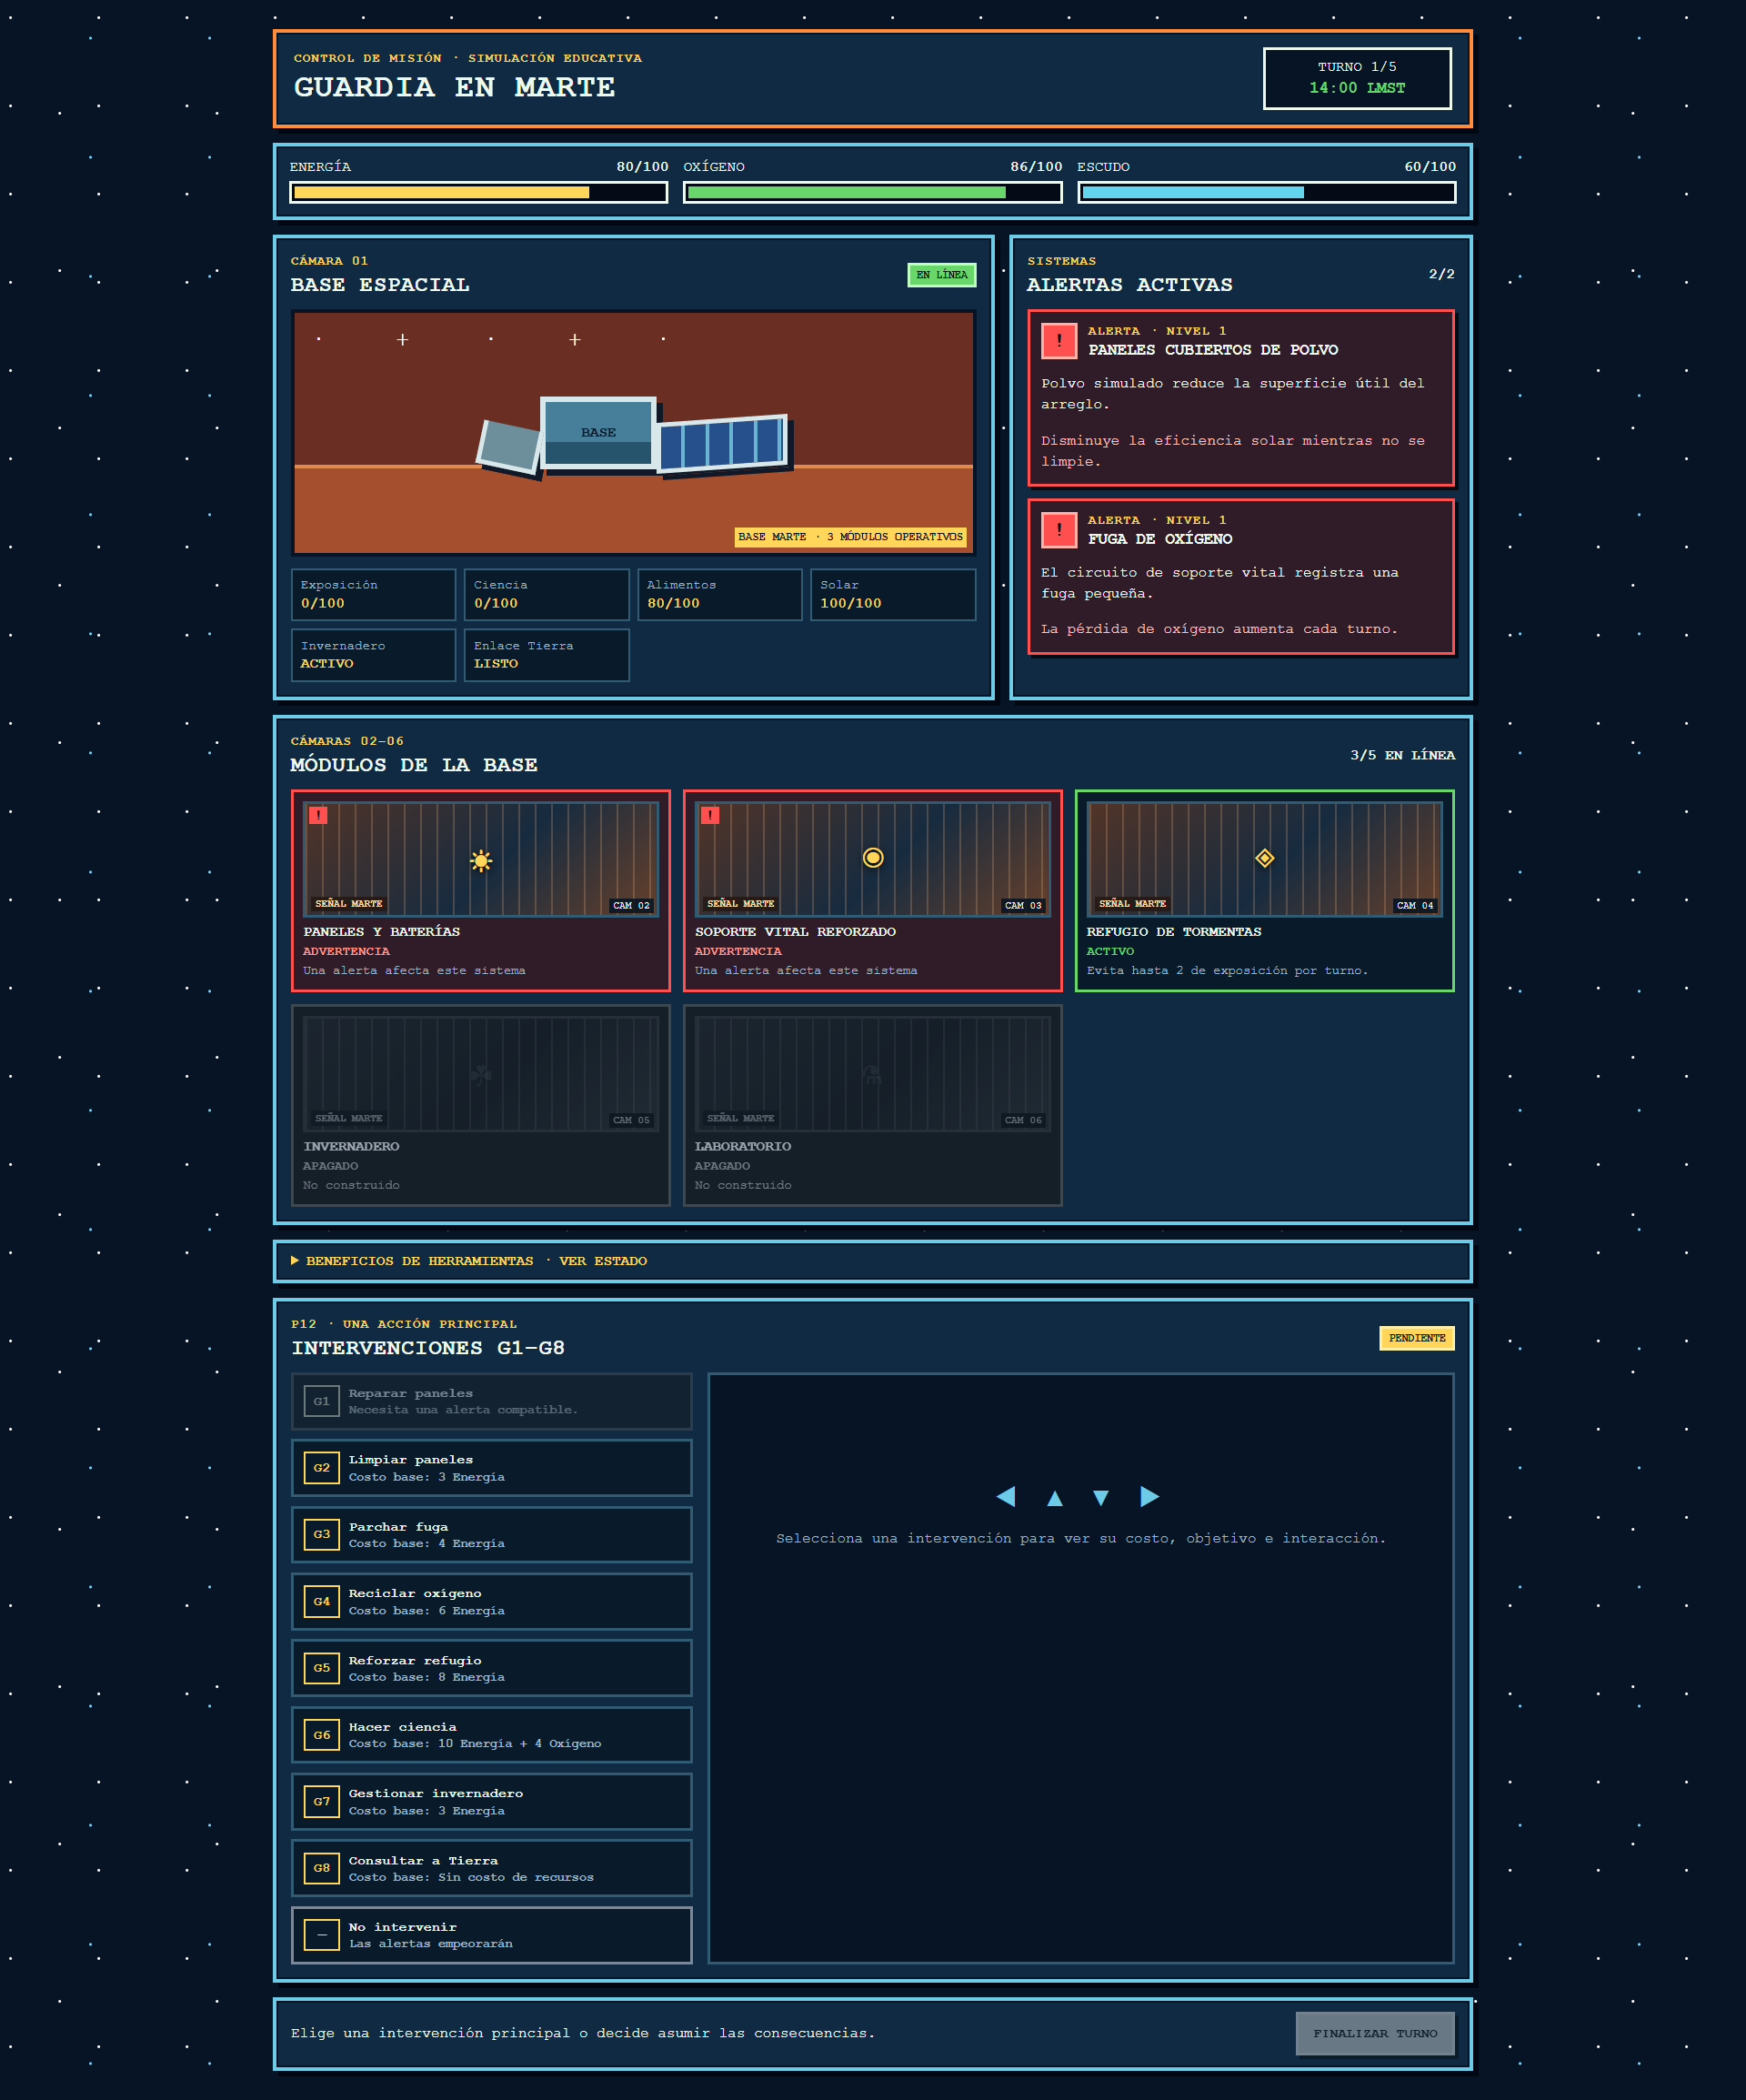 CONTROL DE MISIÓN · SIMULACIÓN EDUCATIVA
GUARDIA EN MARTE
TURNO 1/5
14:00 LMST
ENERGÍA 80/100
OXÍGENO 86/100
ESCUDO 60/100
CÁMARA 01
BASE ESPACIAL
EN LÍNEA
BASE
BASE MARTE · 3 MÓDULOS OPERATIVOS
Exposición
0/100
Ciencia
0/100
Alimentos
80/100
Solar
100/100
Invernadero
ACTIVO
Enlace Tierra
LISTO
SISTEMAS
ALERTAS ACTIVAS
2/2
!
ALERTA · NIVEL 1
PANELES CUBIERTOS DE POLVO
Polvo simulado reduce la superficie útil del
arreglo.
Disminuye la eficiencia solar mientras no se
limpie.
!
ALERTA · NIVEL 1
FUGA DE OXÍGENO
El circuito de soporte vital registra una
fuga pequeña.
La pérdida de oxígeno aumenta cada turno.
CÁMARAS 02–06
MÓDULOS DE LA BASE
3/5 EN LÍNEA
!
SEÑAL MARTE
CAM 02
PANELES Y BATERÍAS
ADVERTENCIA
Una alerta afecta este sistema
!
SEÑAL MARTE
CAM 03
SOPORTE VITAL REFORZADO
ADVERTENCIA
Una alerta afecta este sistema
SEÑAL MARTE
CAM 04
REFUGIO DE TORMENTAS
ACTIVO
Evita hasta 2 de exposición por turno.
SEÑAL MARTE
CAM 05
INVERNADERO
APAGADO
No construido
SEÑAL MARTE
CAM 06
LABORATORIO
APAGADO
No construido
▶ BENEFICIOS DE HERRAMIENTAS · VER ESTADO
P12 · UNA ACCIÓN PRINCIPAL
INTERVENCIONES G1–G8
PENDIENTE
G1
Reparar paneles
Necesita una alerta compatible.
G2
Limpiar paneles
Costo base: 3 Energía
G3
Parchar fuga
Costo base: 4 Energía
G4
Reciclar oxígeno
Costo base: 6 Energía
G5
Reforzar refugio
Costo base: 8 Energía
G6
Hacer ciencia
Costo base: 10 Energía + 4 Oxígeno
G7
Gestionar invernadero
Costo base: 3 Energía
G8
Consultar a Tierra
Costo base: Sin costo de recursos
—
No intervenir
Las alertas empeorarán
◀ ▲ ▼ ▶
Selecciona una intervención para ver su costo, objetivo e interacción.
Elige una intervención principal o decide asumir las consecuencias.
FINALIZAR TURNO